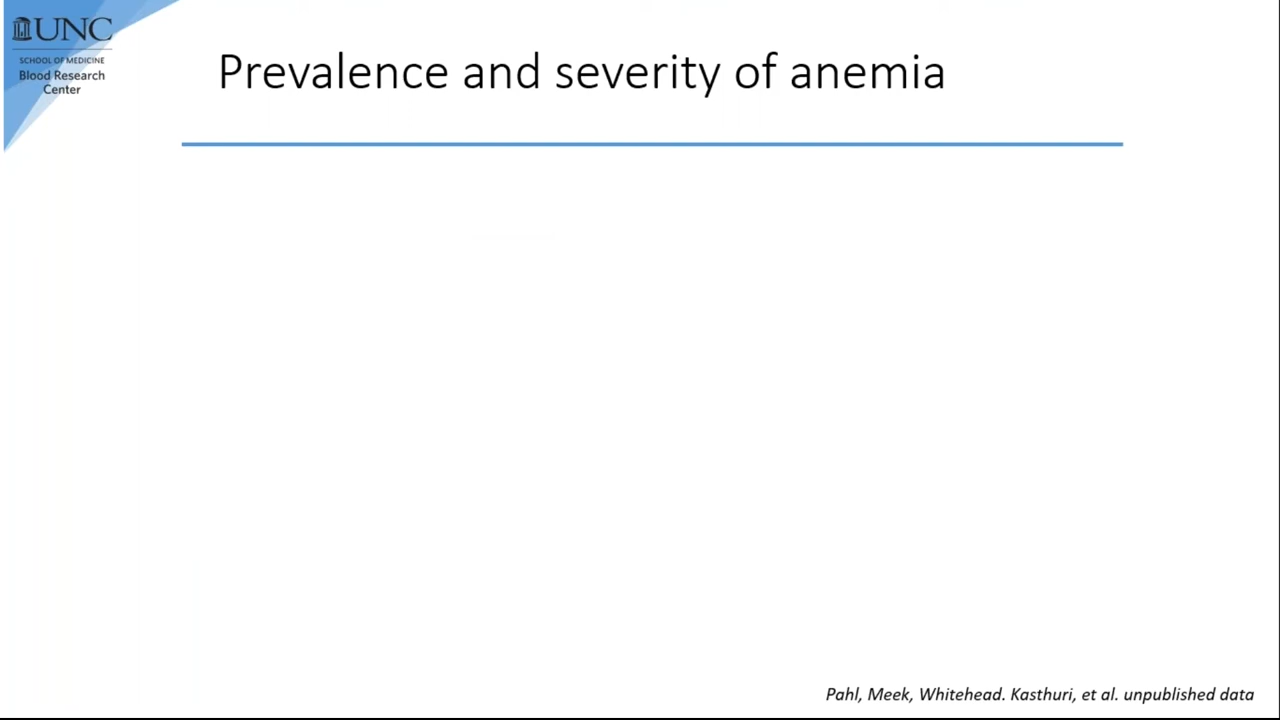 UNC
SCHOOL OF MEDICINE
Blood Research
Center
Prevalence and severity of anemia
Pahl, Meek, Whitehead. Kasthuri, et al. unpublished data